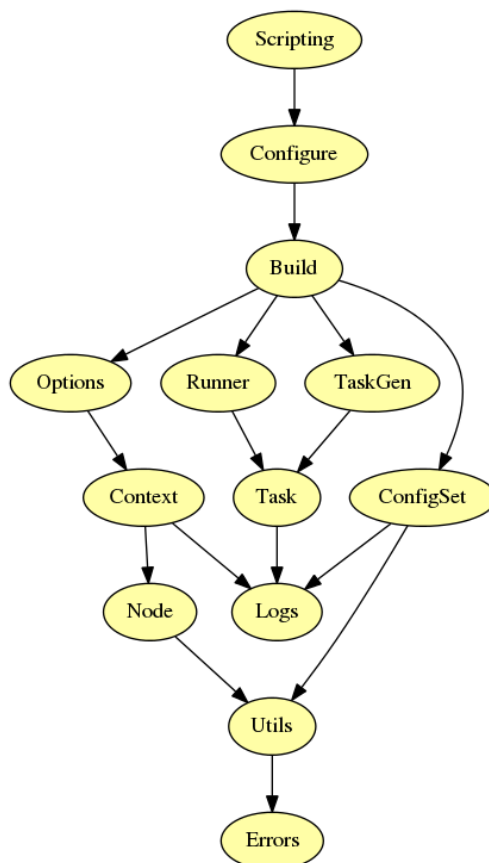 Scripting
Configure
Build
Options
Runner
TaskGen
Context
Task
ConfigSet
Node
Logs
Utils
Errors